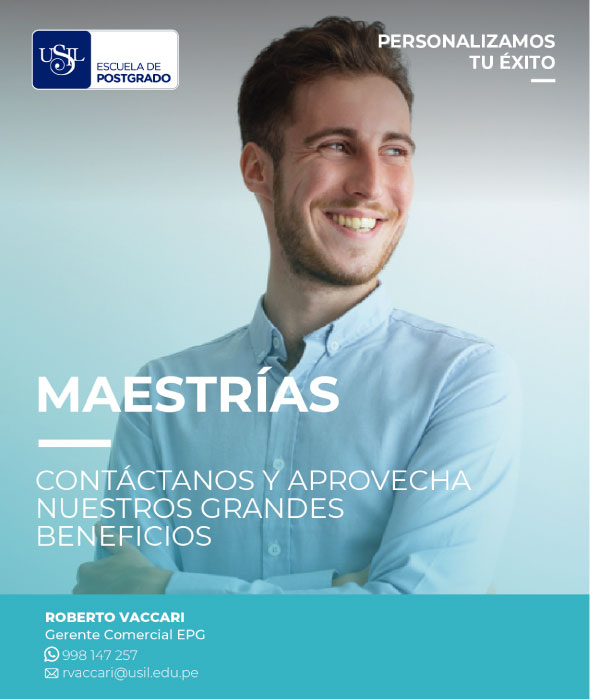 USIL
ESCUELA DE
POSTGRADO
PERSONALIZAMOS
TU ÉXITO
MAESTRÍAS
CONTÁCTANOS Y APROVECHA
NUESTROS GRANDES
BENEFICIOS
ROBERTO VACCARI
Gerente Comercial EPG
998 147 257
rvaccari@usil.edu.pe